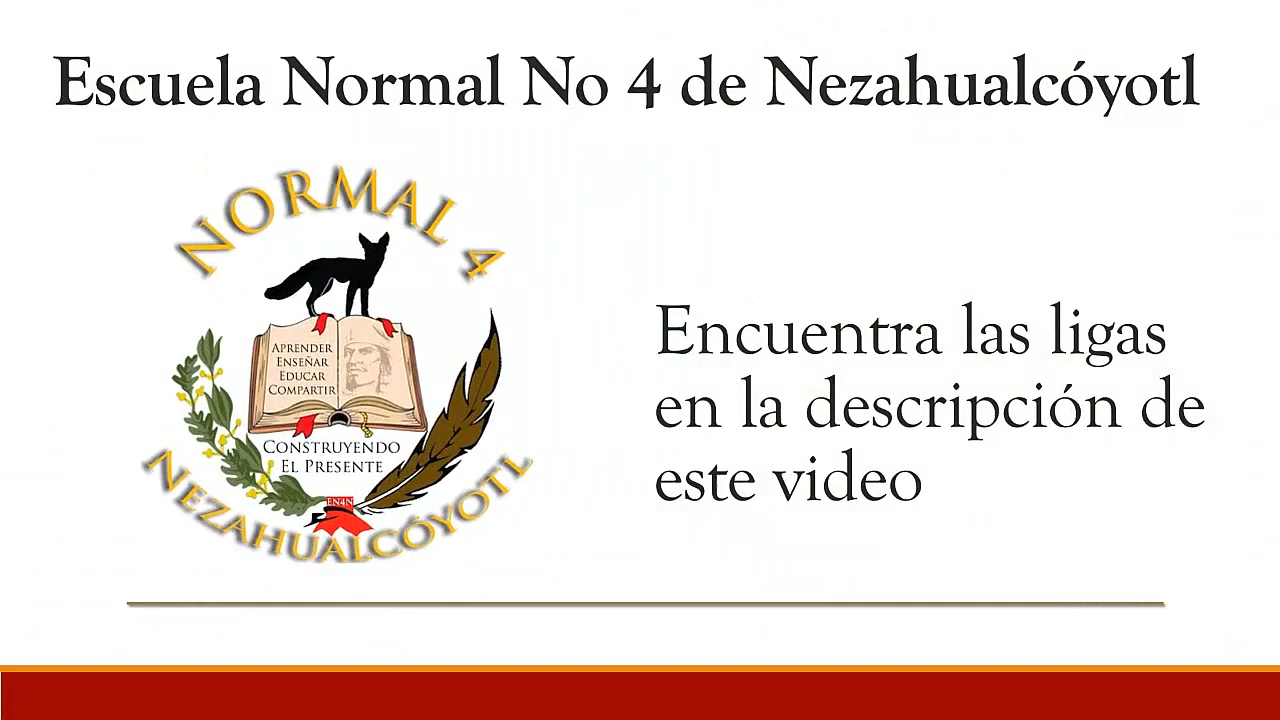 Escuela Normal No 4 de Nezahualcóyotl
NORMAL 4
APRENDER
ENSEÑAR
EDUCAR
COMPARTIR
CONSTRUYENDO
EL PRESENTE
EN4N
NEZAHUALCÓYOTL
Encuentra las ligas
en la descripción de
este video